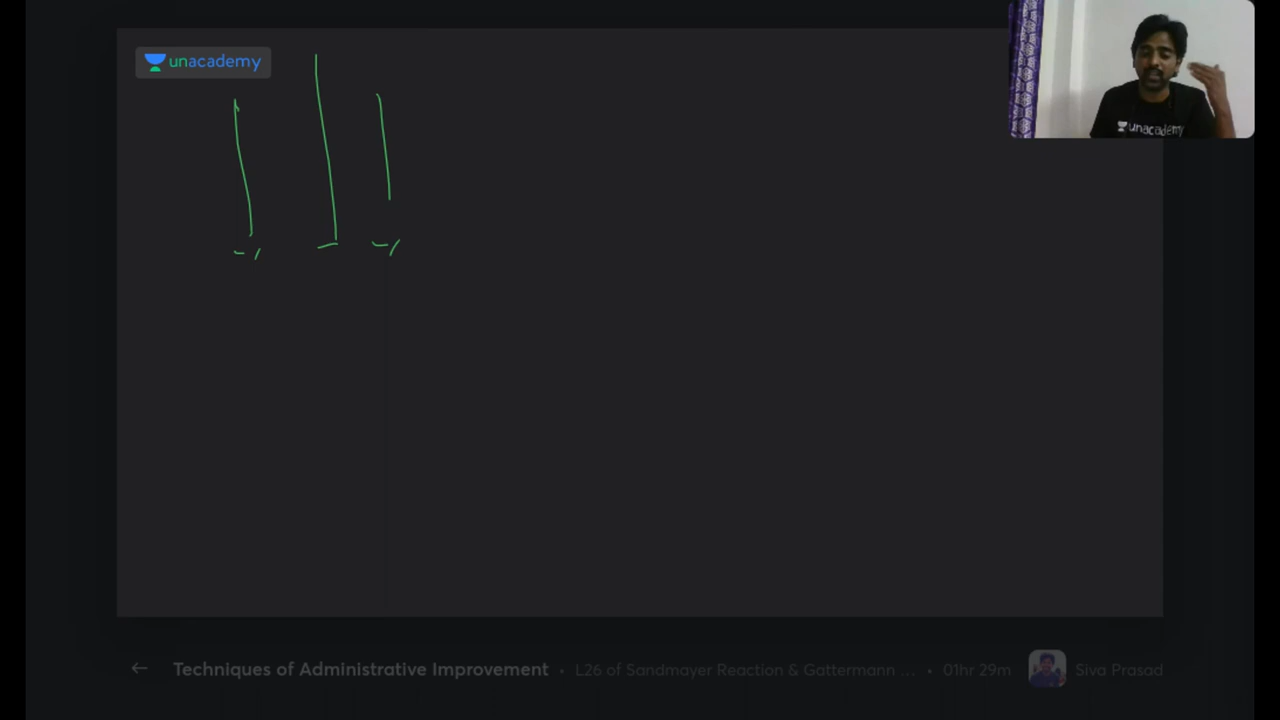 unacademy
unacademy
← Techniques of Administrative Improvement • L26 of Sandmayer Reaction & Gattermann ... • 01hr 29m Siva Prasad